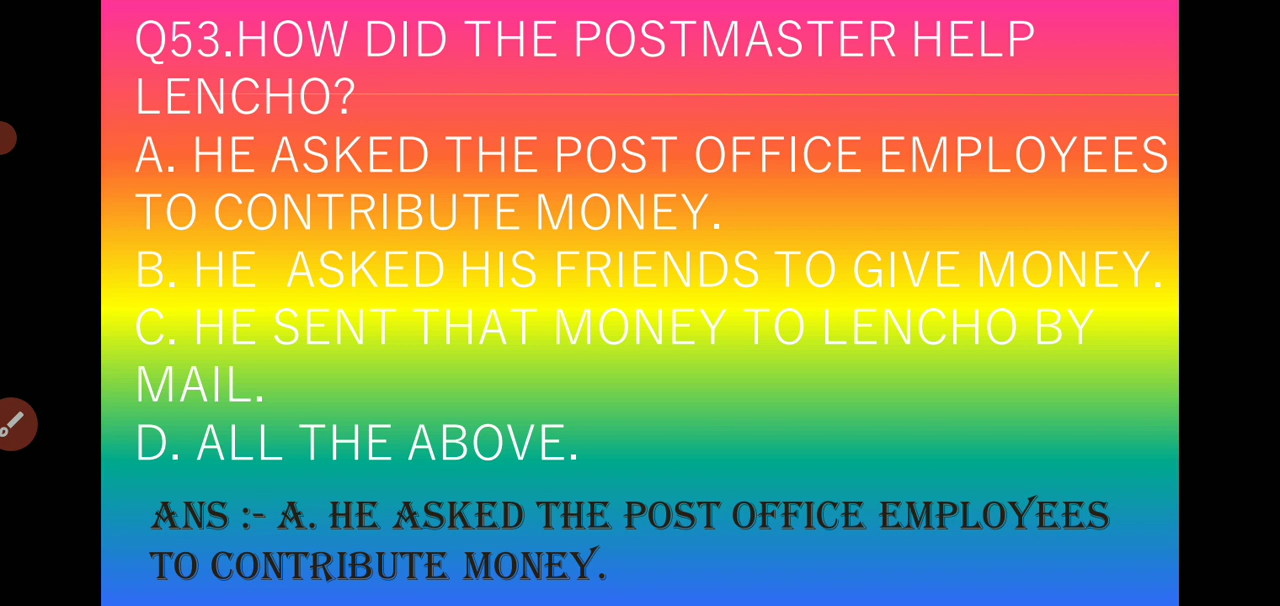 Q53.HOW DID THE POSTMASTER HELP
LENCHO?
A. HE ASKED THE POST OFFICE EMPLOYEES
TO CONTRIBUTE MONEY.
B. HE  ASKED HIS FRIENDS TO GIVE MONEY.
C. HE SENT THAT MONEY TO LENCHO BY
MAIL.
D. ALL THE ABOVE.
ANS :- A. HE ASKED THE POST OFFICE EMPLOYEES
TO CONTRIBUTE MONEY.